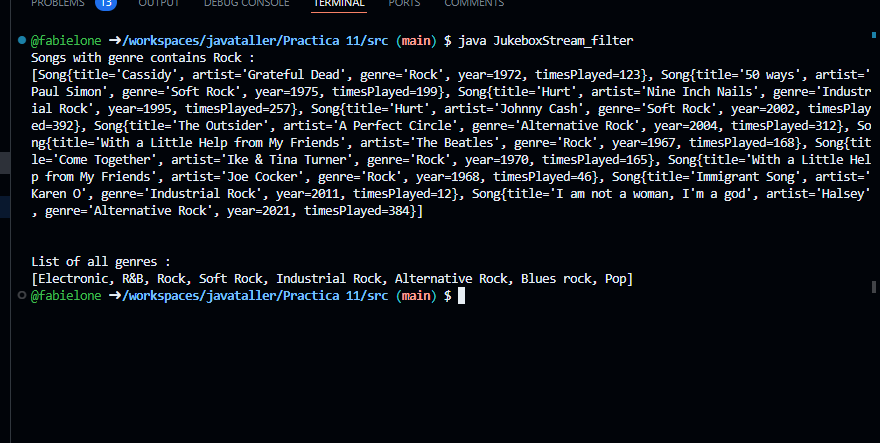 PROBLEMS 13 OUTPUT DEBUG CONSOLE TERMINAL PORTS COMMENTS
@fabielone ➜/workspaces/javataller/Practica 11/src (main) $ java JukeboxStream_filter
Songs with genre contains Rock :
[Song{title='Cassidy', artist='Grateful Dead', genre='Rock', year=1972, timesPlayed=123}, Song{title='50 ways', artist='
Paul Simon', genre='Soft Rock', year=1975, timesPlayed=199}, Song{title='Hurt', artist='Nine Inch Nails', genre='Industr
ial Rock', year=1995, timesPlayed=257}, Song{title='Hurt', artist='Johnny Cash', genre='Soft Rock', year=2002, timesPlay
ed=392}, Song{title='The Outsider', artist='A Perfect Circle', genre='Alternative Rock', year=2004, timesPlayed=312}, So
ng{title='With a Little Help from My Friends', artist='The Beatles', genre='Rock', year=1967, timesPlayed=168}, Song{tit
le='Come Together', artist='Ike & Tina Turner', genre='Rock', year=1970, timesPlayed=165}, Song{title='With a Little Hel
p from My Friends', artist='Joe Cocker', genre='Rock', year=1968, timesPlayed=46}, Song{title='Immigrant Song', artist='
Karen O', genre='Industrial Rock', year=2011, timesPlayed=12}, Song{title='I am not a woman, I'm a god', artist='Halsey'
, genre='Alternative Rock', year=2021, timesPlayed=384}]
List of all genres :
[Electronic, R&B, Rock, Soft Rock, Industrial Rock, Alternative Rock, Blues rock, Pop]
@fabielone ➜/workspaces/javataller/Practica 11/src (main) $